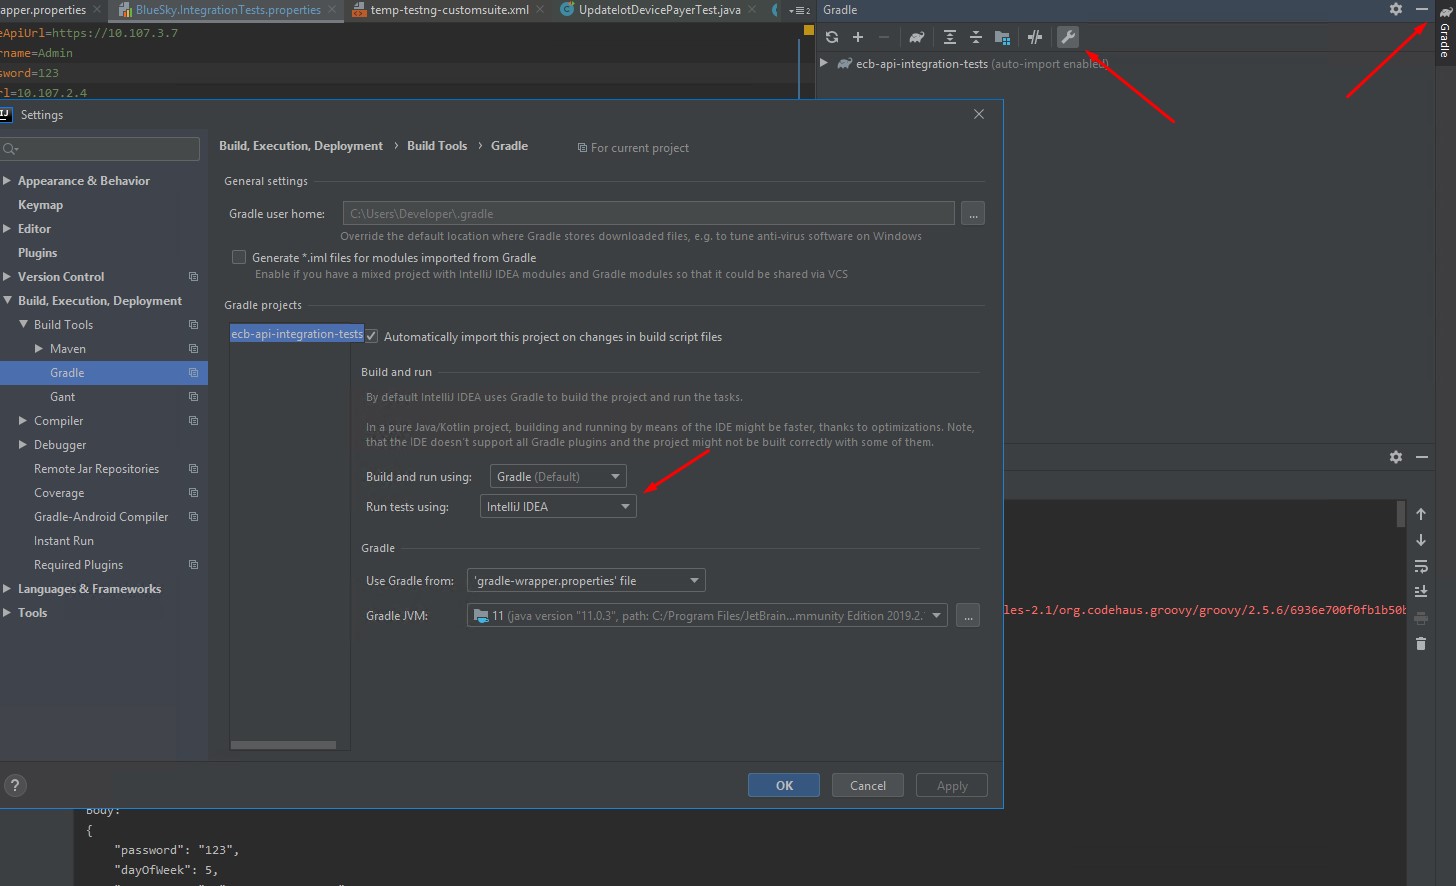 apper.properties
BlueSky.IntegrationTests.properties
temp-testng-customsuite.xml
UpdateIotDevicePayerTest.java
2
Gradle
eApiUrl=https://10.107.3.7
rname=Admin
sword=123
rl=10.107.2.4
ecb-api-integration-tests (auto-import enabled)
Gradle
IJ Settings
Appearance & Behavior
Keymap
Editor
Plugins
Version Control
Build, Execution, Deployment
Build Tools
Maven
Gradle
Gant
Compiler
Debugger
Remote Jar Repositories
Coverage
Gradle-Android Compiler
Instant Run
Required Plugins
Languages & Frameworks
Tools
Build, Execution, Deployment › Build Tools › Gradle
For current project
General settings
Gradle user home: C:\Users\Developer\.gradle ...
Override the default location where Gradle stores downloaded files, e.g. to tune anti-virus software on Windows
Generate *.iml files for modules imported from Gradle
Enable if you have a mixed project with IntelliJ IDEA modules and Gradle modules so that it could be shared via VCS
Gradle projects
ecb-api-integration-tests
Automatically import this project on changes in build script files
Build and run
By default IntelliJ IDEA uses Gradle to build the project and run the tasks.
In a pure Java/Kotlin project, building and running by means of the IDE might be faster, thanks to optimizations. Note,
that the IDE doesn't support all Gradle plugins and the project might not be built correctly with some of them.
Build and run using: Gradle (Default)
Run tests using: IntelliJ IDEA
Gradle
Use Gradle from: 'gradle-wrapper.properties' file
Gradle JVM: 11 (java version "11.0.3", path: C:/Program Files/JetBrain...mmunity Edition 2019.2. ...
?
OK
Cancel
Apply
les-2.1/org.codehaus.groovy/groovy/2.5.6/6936e700f0fb1b50b
Body:
{
"password": "123",
"dayOfWeek": 5,